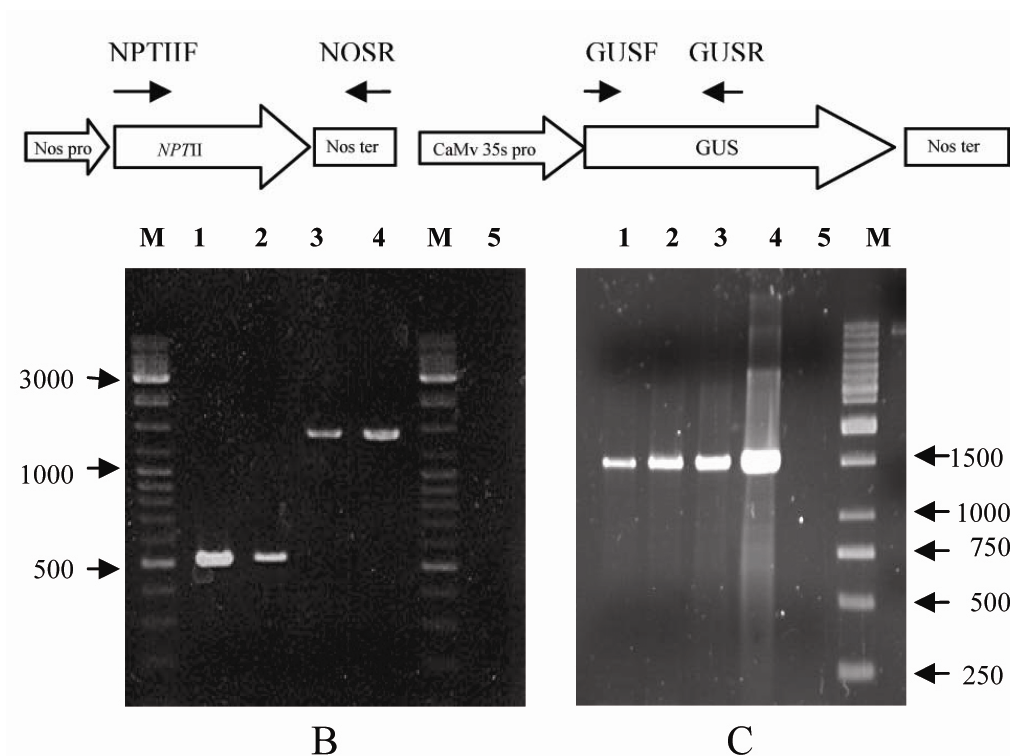 NPTIIF NOSR GUSF GUSR
Nos pro NPTII Nos ter CaMv 35s pro GUS Nos ter
M 1 2 3 4 M 5 1 2 3 4 5 M
3000
1000
500
1500
1000
750
500
250
B C